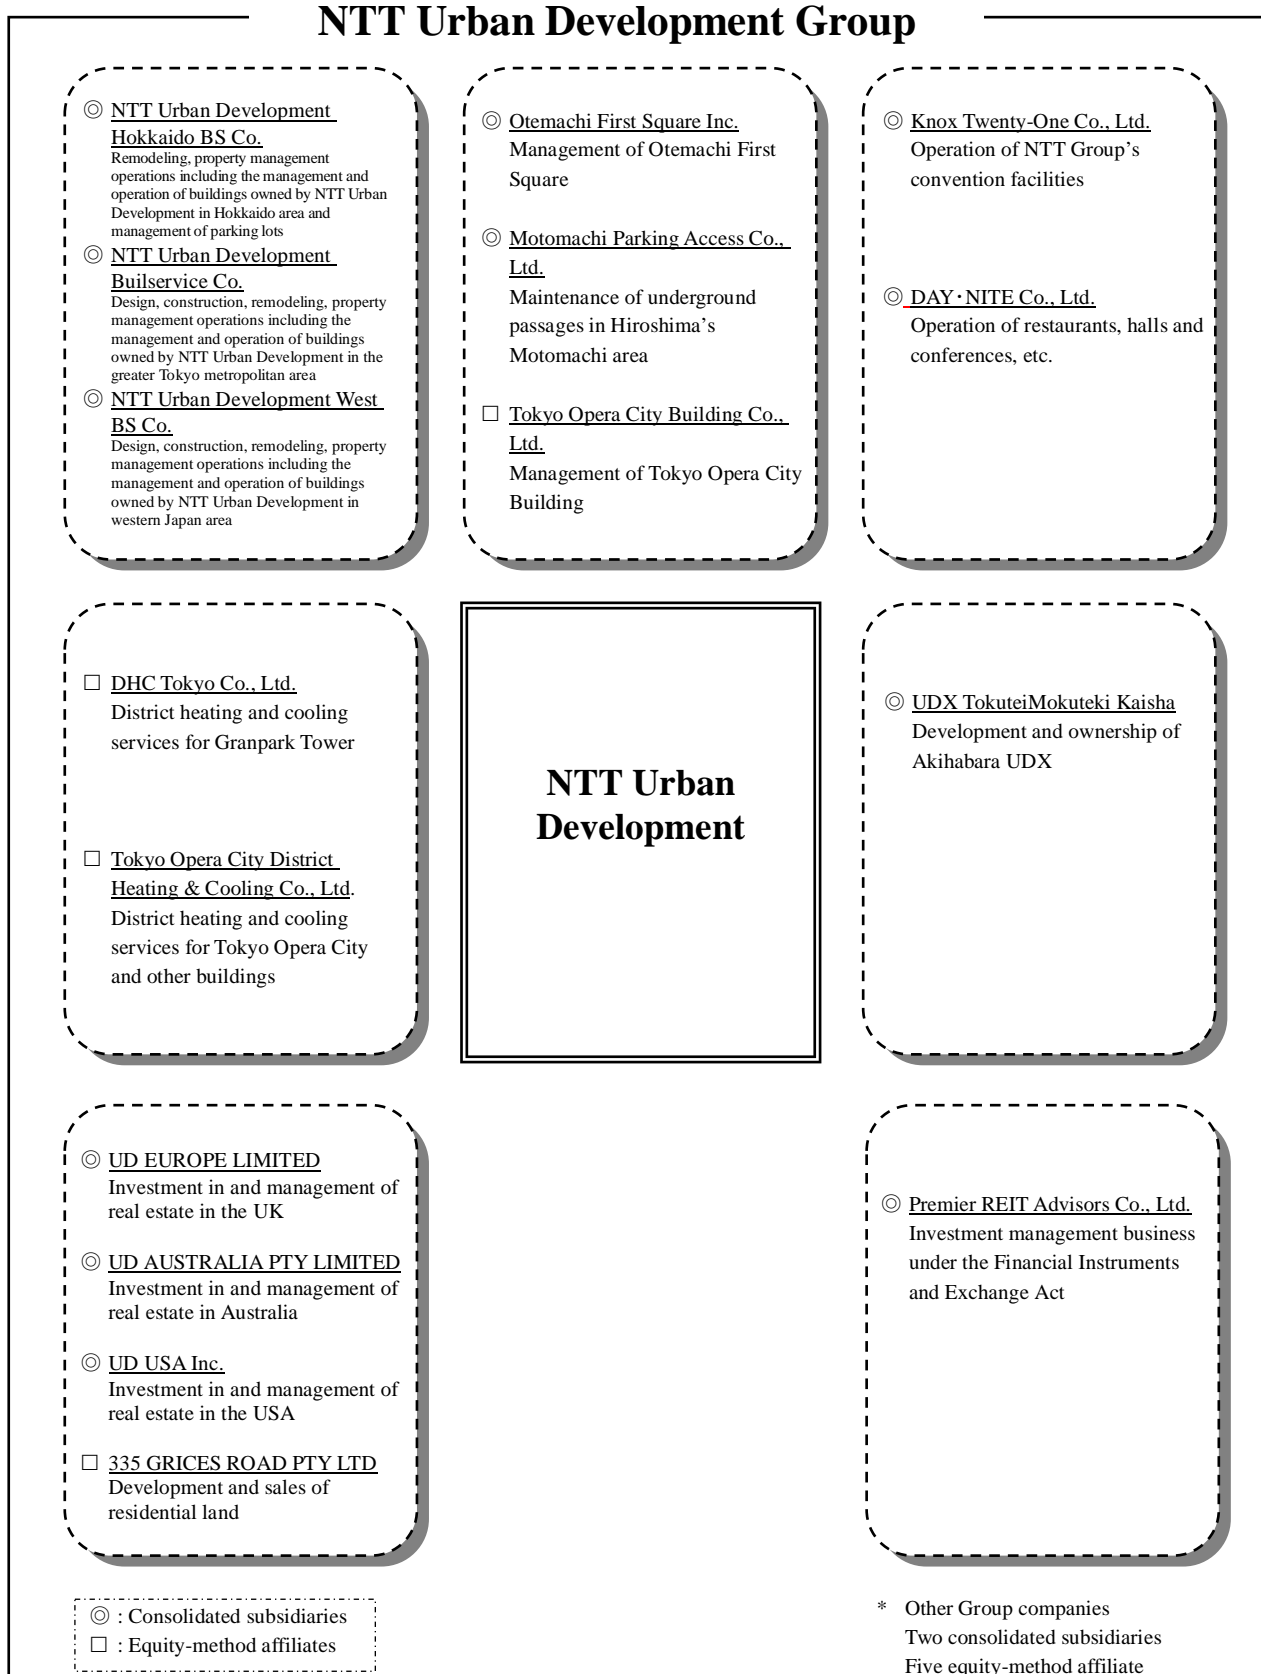 NTT Urban Development Group
◎ NTT Urban Development
Hokkaido BS Co.
Remodeling, property management
operations including the management and
operation of buildings owned by NTT Urban
Development in Hokkaido area and
management of parking lots
◎ NTT Urban Development
Builservice Co.
Design, construction, remodeling, property
management operations including the
management and operation of buildings
owned by NTT Urban Development in the
greater Tokyo metropolitan area
◎ NTT Urban Development West
BS Co.
Design, construction, remodeling, property
management operations including the
management and operation of buildings
owned by NTT Urban Development in
western Japan area
◎ Otemachi First Square Inc.
Management of Otemachi First
Square
◎ Motomachi Parking Access Co.,
Ltd.
Maintenance of underground
passages in Hiroshima's
Motomachi area
□ Tokyo Opera City Building Co.,
Ltd.
Management of Tokyo Opera City
Building
◎ Knox Twenty-One Co., Ltd.
Operation of NTT Group's
convention facilities
◎ DAY・NITE Co., Ltd.
Operation of restaurants, halls and
conferences, etc.
□ DHC Tokyo Co., Ltd.
District heating and cooling
services for Granpark Tower
□ Tokyo Opera City District
Heating & Cooling Co., Ltd.
District heating and cooling
services for Tokyo Opera City
and other buildings
NTT Urban
Development
◎ UDX TokuteiMokuteki Kaisha
Development and ownership of
Akihabara UDX
◎ UD EUROPE LIMITED
Investment in and management of
real estate in the UK
◎ UD AUSTRALIA PTY LIMITED
Investment in and management of
real estate in Australia
◎ UD USA Inc.
Investment in and management of
real estate in the USA
□ 335 GRICES ROAD PTY LTD
Development and sales of
residential land
◎ Premier REIT Advisors Co., Ltd.
Investment management business
under the Financial Instruments
and Exchange Act
◎ : Consolidated subsidiaries
□ : Equity-method affiliates
* Other Group companies
Two consolidated subsidiaries
Five equity-method affiliate